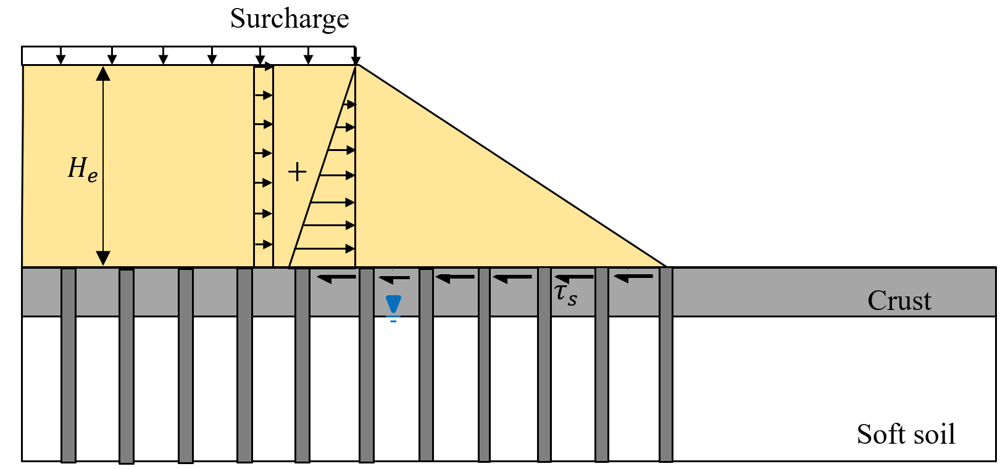 Surcharge
H_e
+
τ_s
Crust
Soft soil